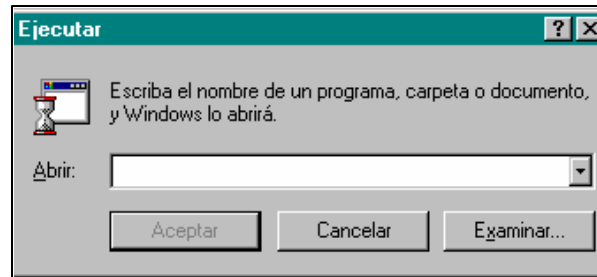 Ejecutar
Escriba el nombre de un programa, carpeta o documento,
y Windows lo abrirá.
Abrir:
Aceptar Cancelar Examinar...